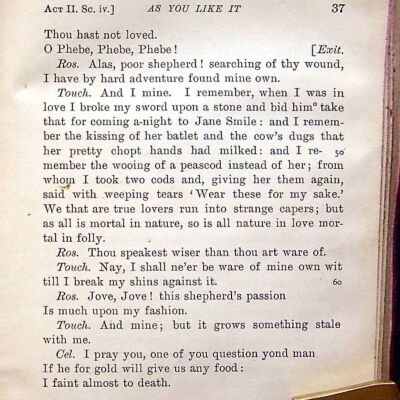 ACT II. Sc. iv.] AS YOU LIKE IT 37
Thou hast not loved.
O Phebe, Phebe, Phebe! [Exit.
Ros. Alas, poor shepherd! searching of thy wound,
I have by hard adventure found mine own.
Touch. And I mine. I remember, when I was in
love I broke my sword upon a stone and bid him° take
that for coming a-night to Jane Smile: and I remem-
ber the kissing of her batlet and the cow's dugs that
her pretty chopt hands had milked: and I re- 50
member the wooing of a peascod instead of her; from
whom I took two cods and, giving her them again,
said with weeping tears 'Wear these for my sake.'
We that are true lovers run into strange capers; but
as all is mortal in nature, so is all nature in love mor-
tal in folly.
Ros. Thou speakest wiser than thou art ware of.
Touch. Nay, I shall ne'er be ware of mine own wit
till I break my shins against it. 60
Ros. Jove, Jove! this shepherd's passion
Is much upon my fashion.
Touch. And mine; but it grows something stale
with me.
Cel. I pray you, one of you question yond man
If he for gold will give us any food:
I faint almost to death.